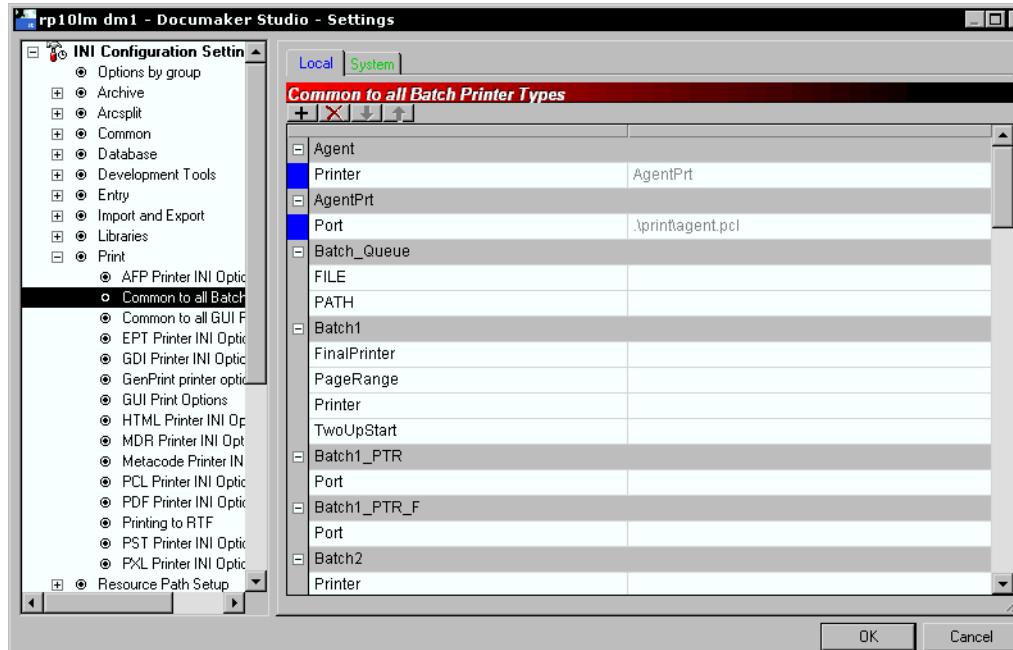 rp10lm dm1 - Documaker Studio - Settings
INI Configuration Settin
Options by group
Archive
Arcsplit
Common
Database
Development Tools
Entry
Import and Export
Libraries
Print
AFP Printer INI Optic
Common to all Batch
Common to all GUI F
EPT Printer INI Optic
GDI Printer INI Optic
GenPrint printer optic
GUI Print Options
HTML Printer INI Op
MDR Printer INI Opt
Metacode Printer IN
PCL Printer INI Optic
PDF Printer INI Optic
Printing to RTF
PST Printer INI Optic
PXL Printer INI Optic
Resource Path Setup
Local System
Common to all Batch Printer Types
Agent
Printer AgentPrt
AgentPrt
Port .\print\agent.pcl
Batch_Queue
FILE
PATH
Batch1
FinalPrinter
PageRange
Printer
TwoUpStart
Batch1_PTR
Port
Batch1_PTR_F
Port
Batch2
Printer
OK Cancel